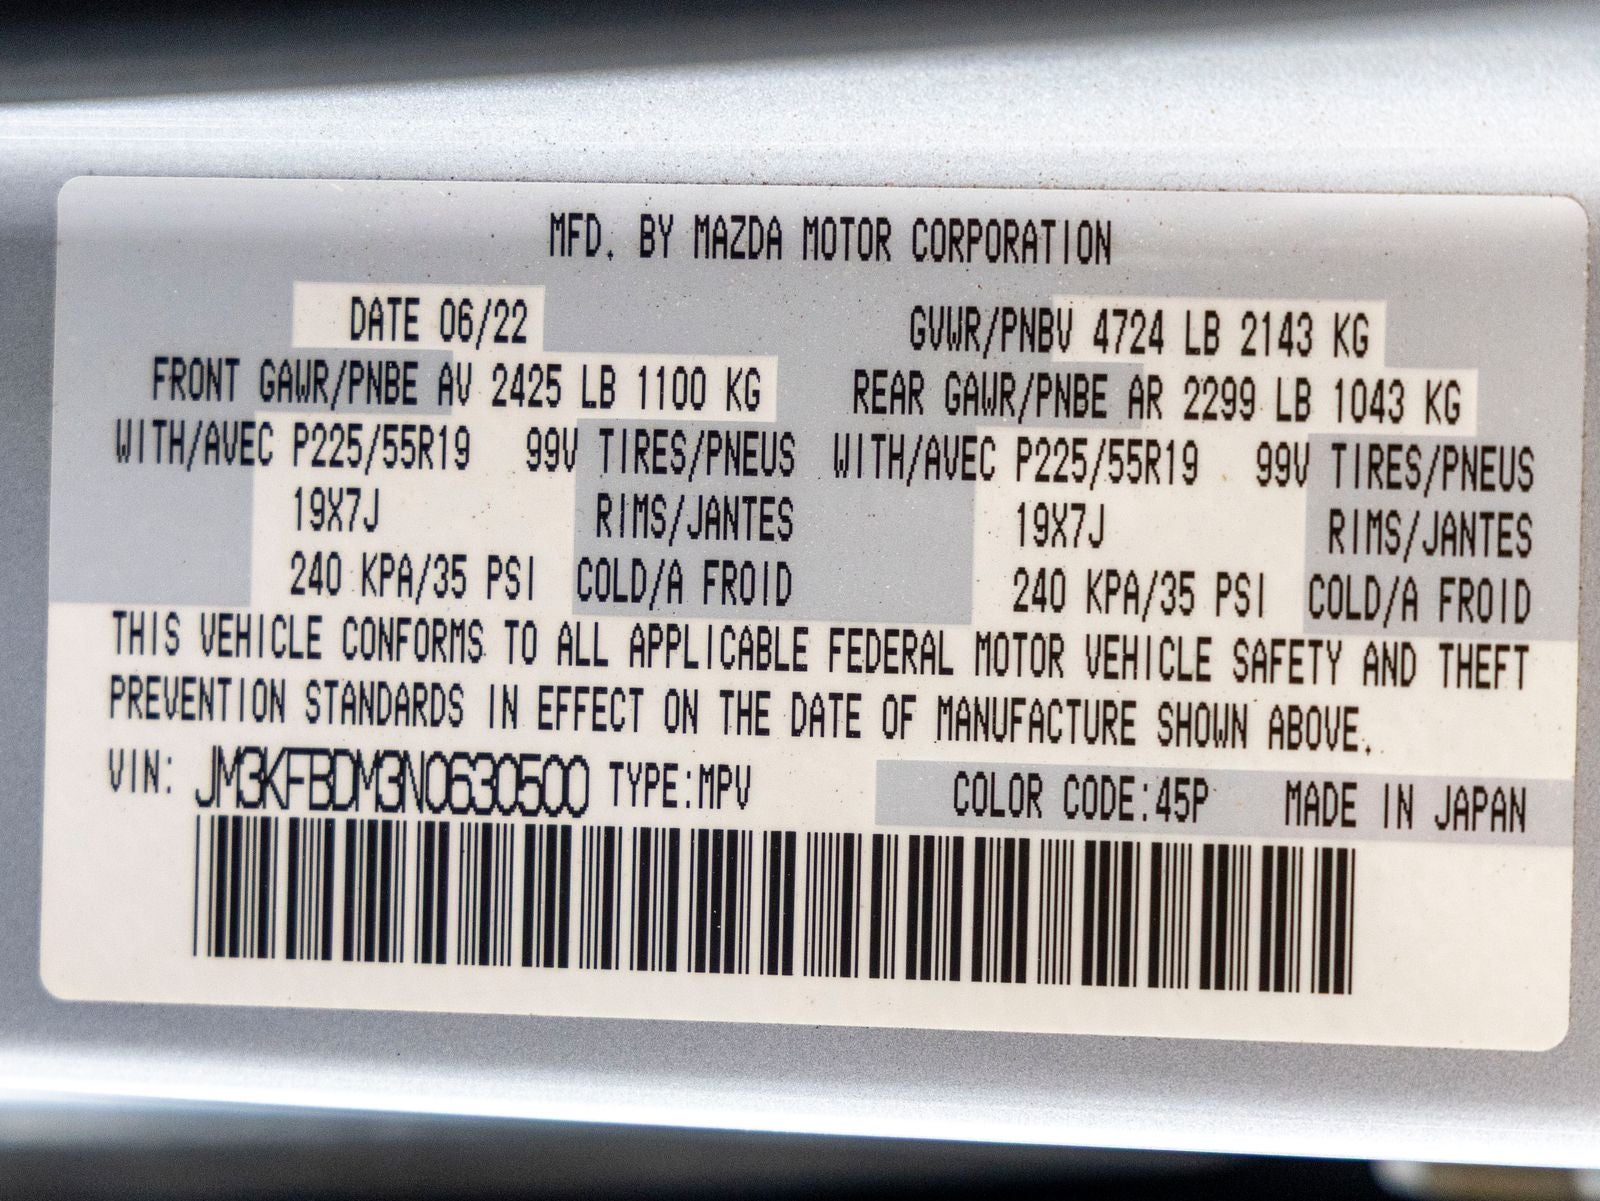 MFD. BY MAZDA MOTOR CORPORATION
DATE 06/22 GVWR/PNBV 4724 LB 2143 KG
FRONT GAWR/PNBE AV 2425 LB 1100 KG REAR GAWR/PNBE AR 2299 LB 1043 KG
WITH/AVEC P225/55R19 99V TIRES/PNEUS WITH/AVEC P225/55R19 99V TIRES/PNEUS
19X7J RIMS/JANTES 19X7J RIMS/JANTES
240 KPA/35 PSI COLD/A FROID 240 KPA/35 PSI COLD/A FROID
THIS VEHICLE CONFORMS TO ALL APPLICABLE FEDERAL MOTOR VEHICLE SAFETY AND THEFT
PREVENTION STANDARDS IN EFFECT ON THE DATE OF MANUFACTURE SHOWN ABOVE.
VIN: JM3KFBDM3N0630500 TYPE:MPV COLOR CODE:45P MADE IN JAPAN